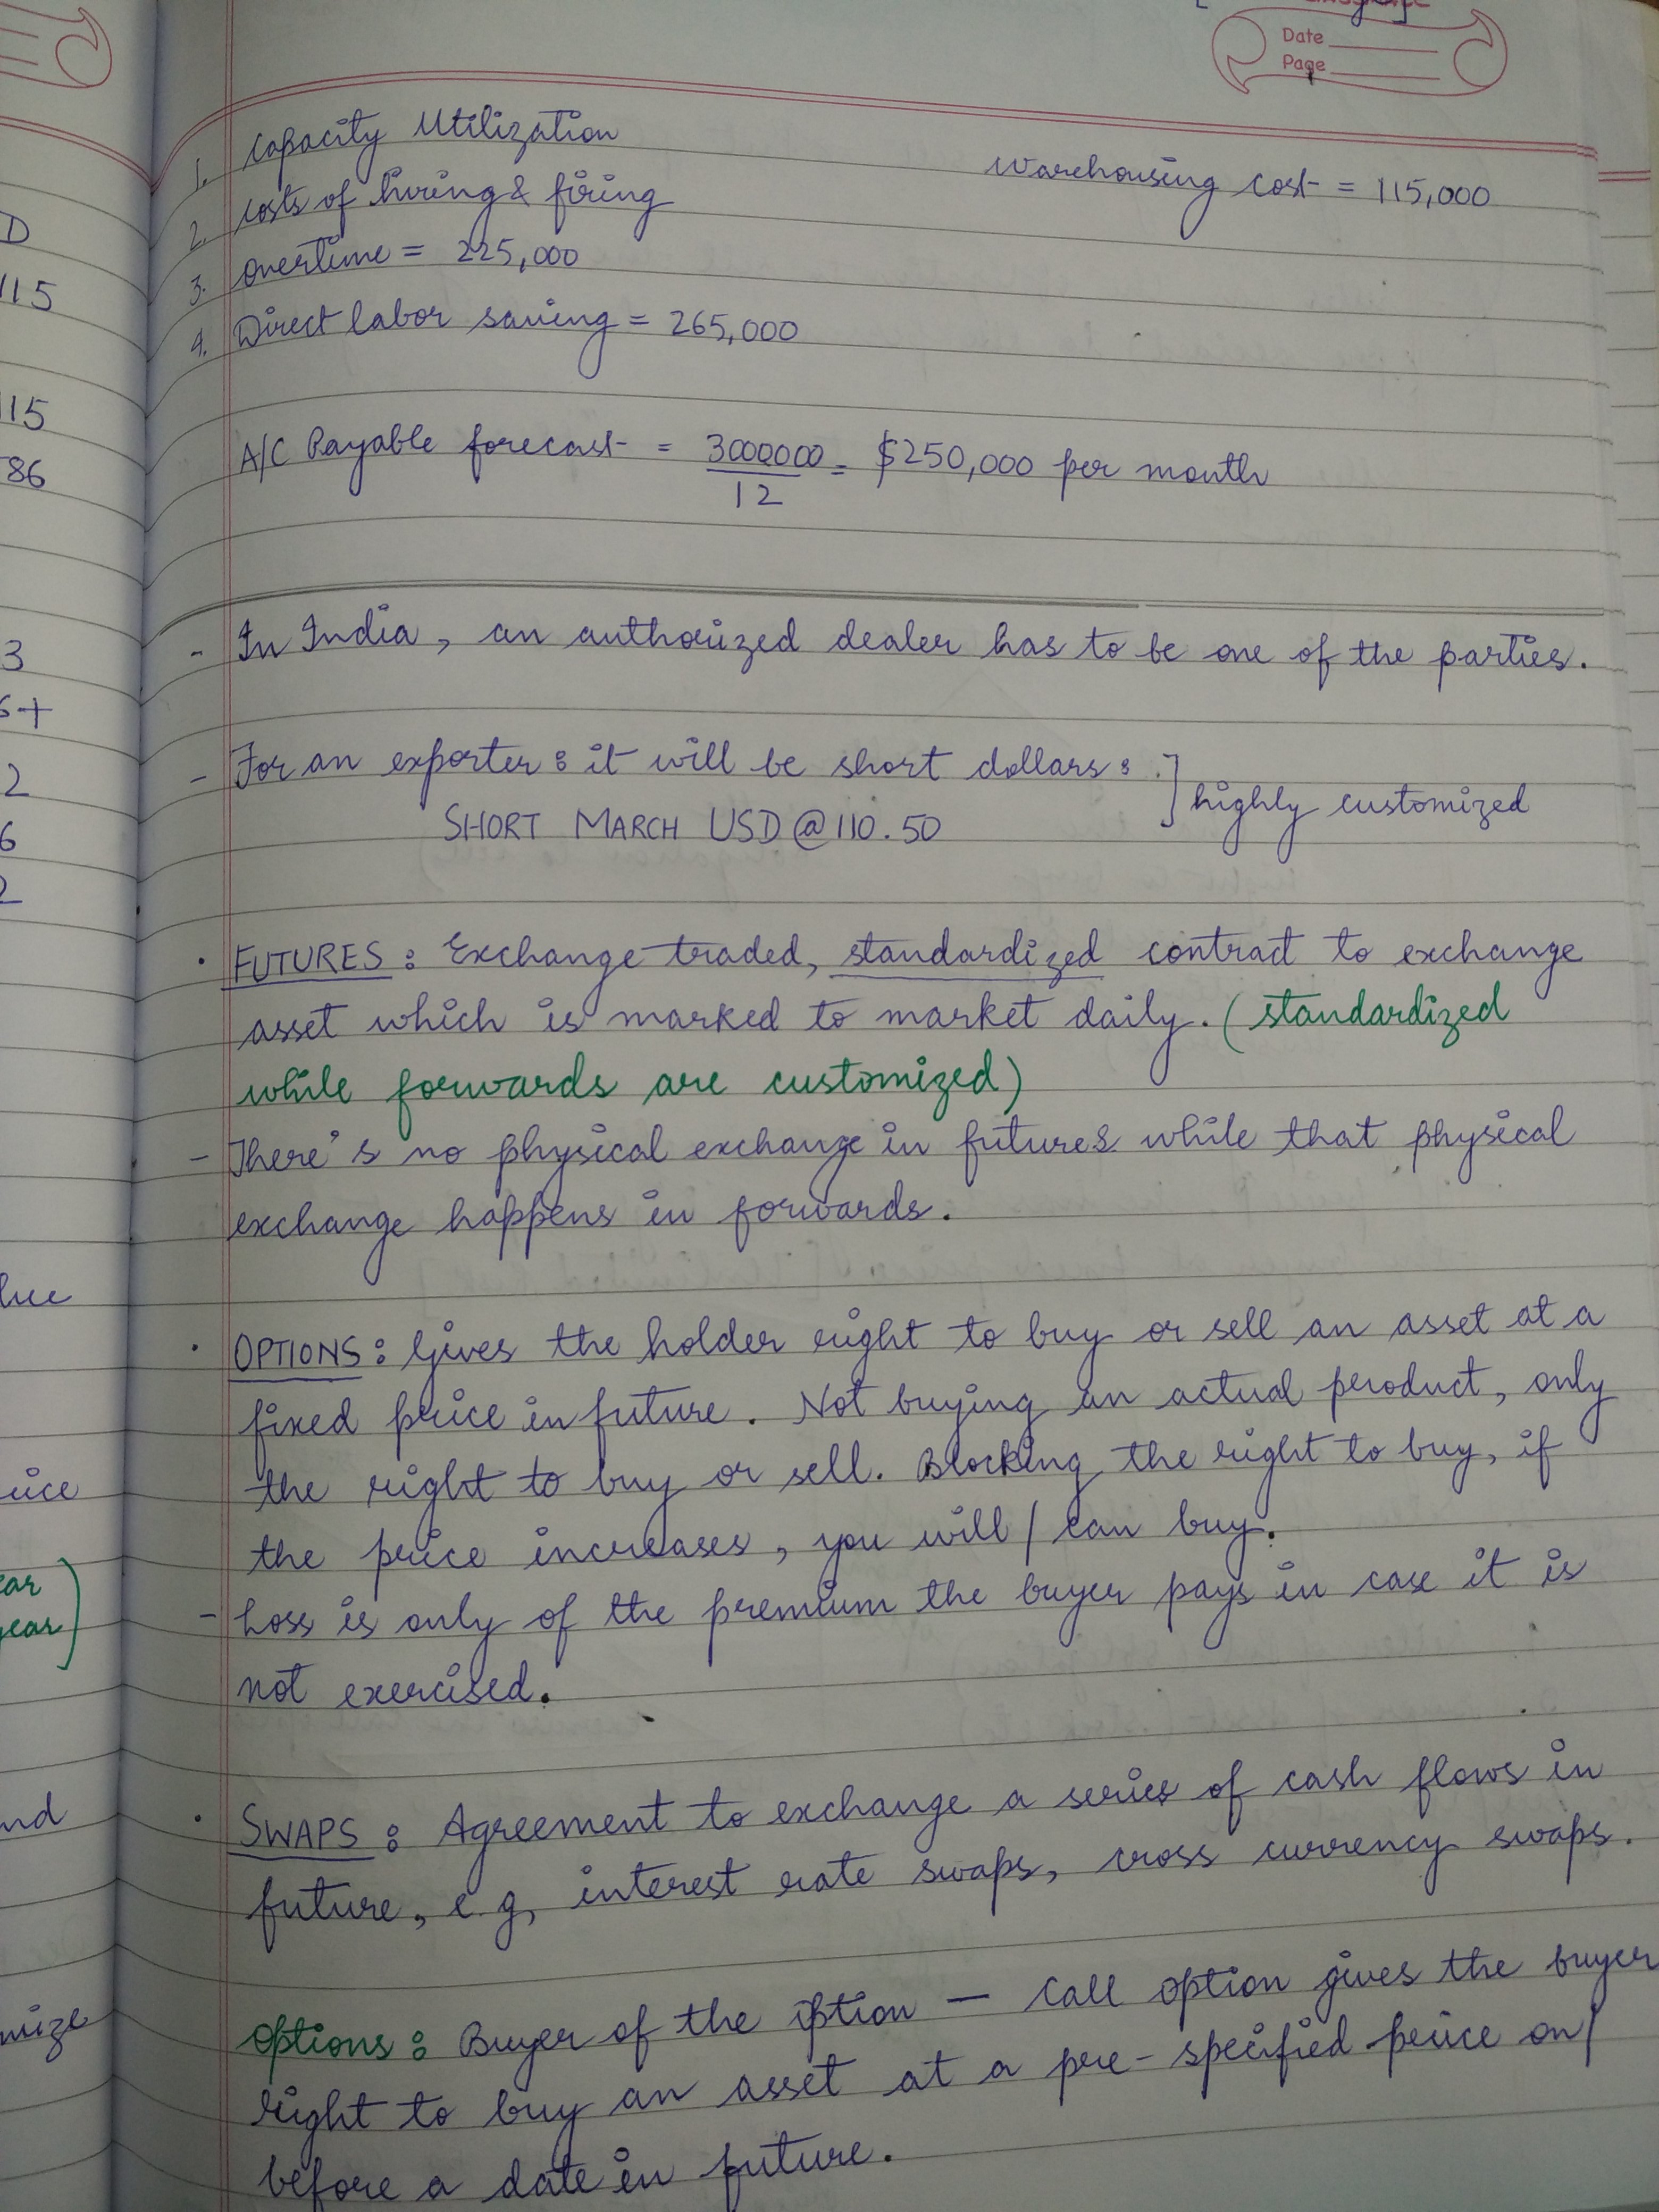 Date
Page
1. Capacity Utilization
2. Costs of hiring & firing
Warehousing cost = 115,000
3. Overtime = 225,000
4. Direct labor saving = 265,000
A/C Payable forecast = 3000000 = $250,000 per month
12
- In India, an authorized dealer has to be one of the parties.
- For an exporter : it will be short dollars : ] highly customized
SHORT MARCH USD @ 110.50
• FUTURES : Exchange traded, standardized contract to exchange
asset which is marked to market daily. (standardized
while forwards are customized)
- There's no physical exchange in futures while that physical
exchange happens in forwards.
• OPTIONS : Gives the holder right to buy or sell an asset at a
fixed price in future. Not buying an actual product, only
the right to buy or sell. Blocking the right to buy, if
the price increases, you will / can buy.
- Loss is only of the premium the buyer pays in case it is
not exercised.
• SWAPS : Agreement to exchange a series of cash flows in
future, e.g, interest rate swaps, cross currency swaps.
Options : Buyer of the option — Call option gives the buyer
right to buy an asset at a pre-specified price on/
before a date in future.
D
115
115
86
3
6+
2
6
2